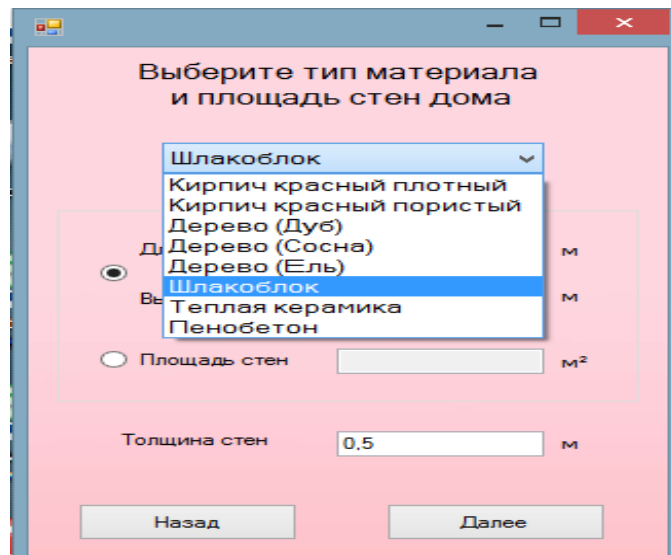 Выберите тип материала
и площадь стен дома
Шлакоблок
Кирпич красный плотный
Кирпич красный пористый
Дерево (Дуб)
Дерево (Сосна)
Дерево (Ель)
Шлакоблок
Теплая керамика
Пенобетон
м
м
Площадь стен м²
Толщина стен 0,5 м
Назад Далее